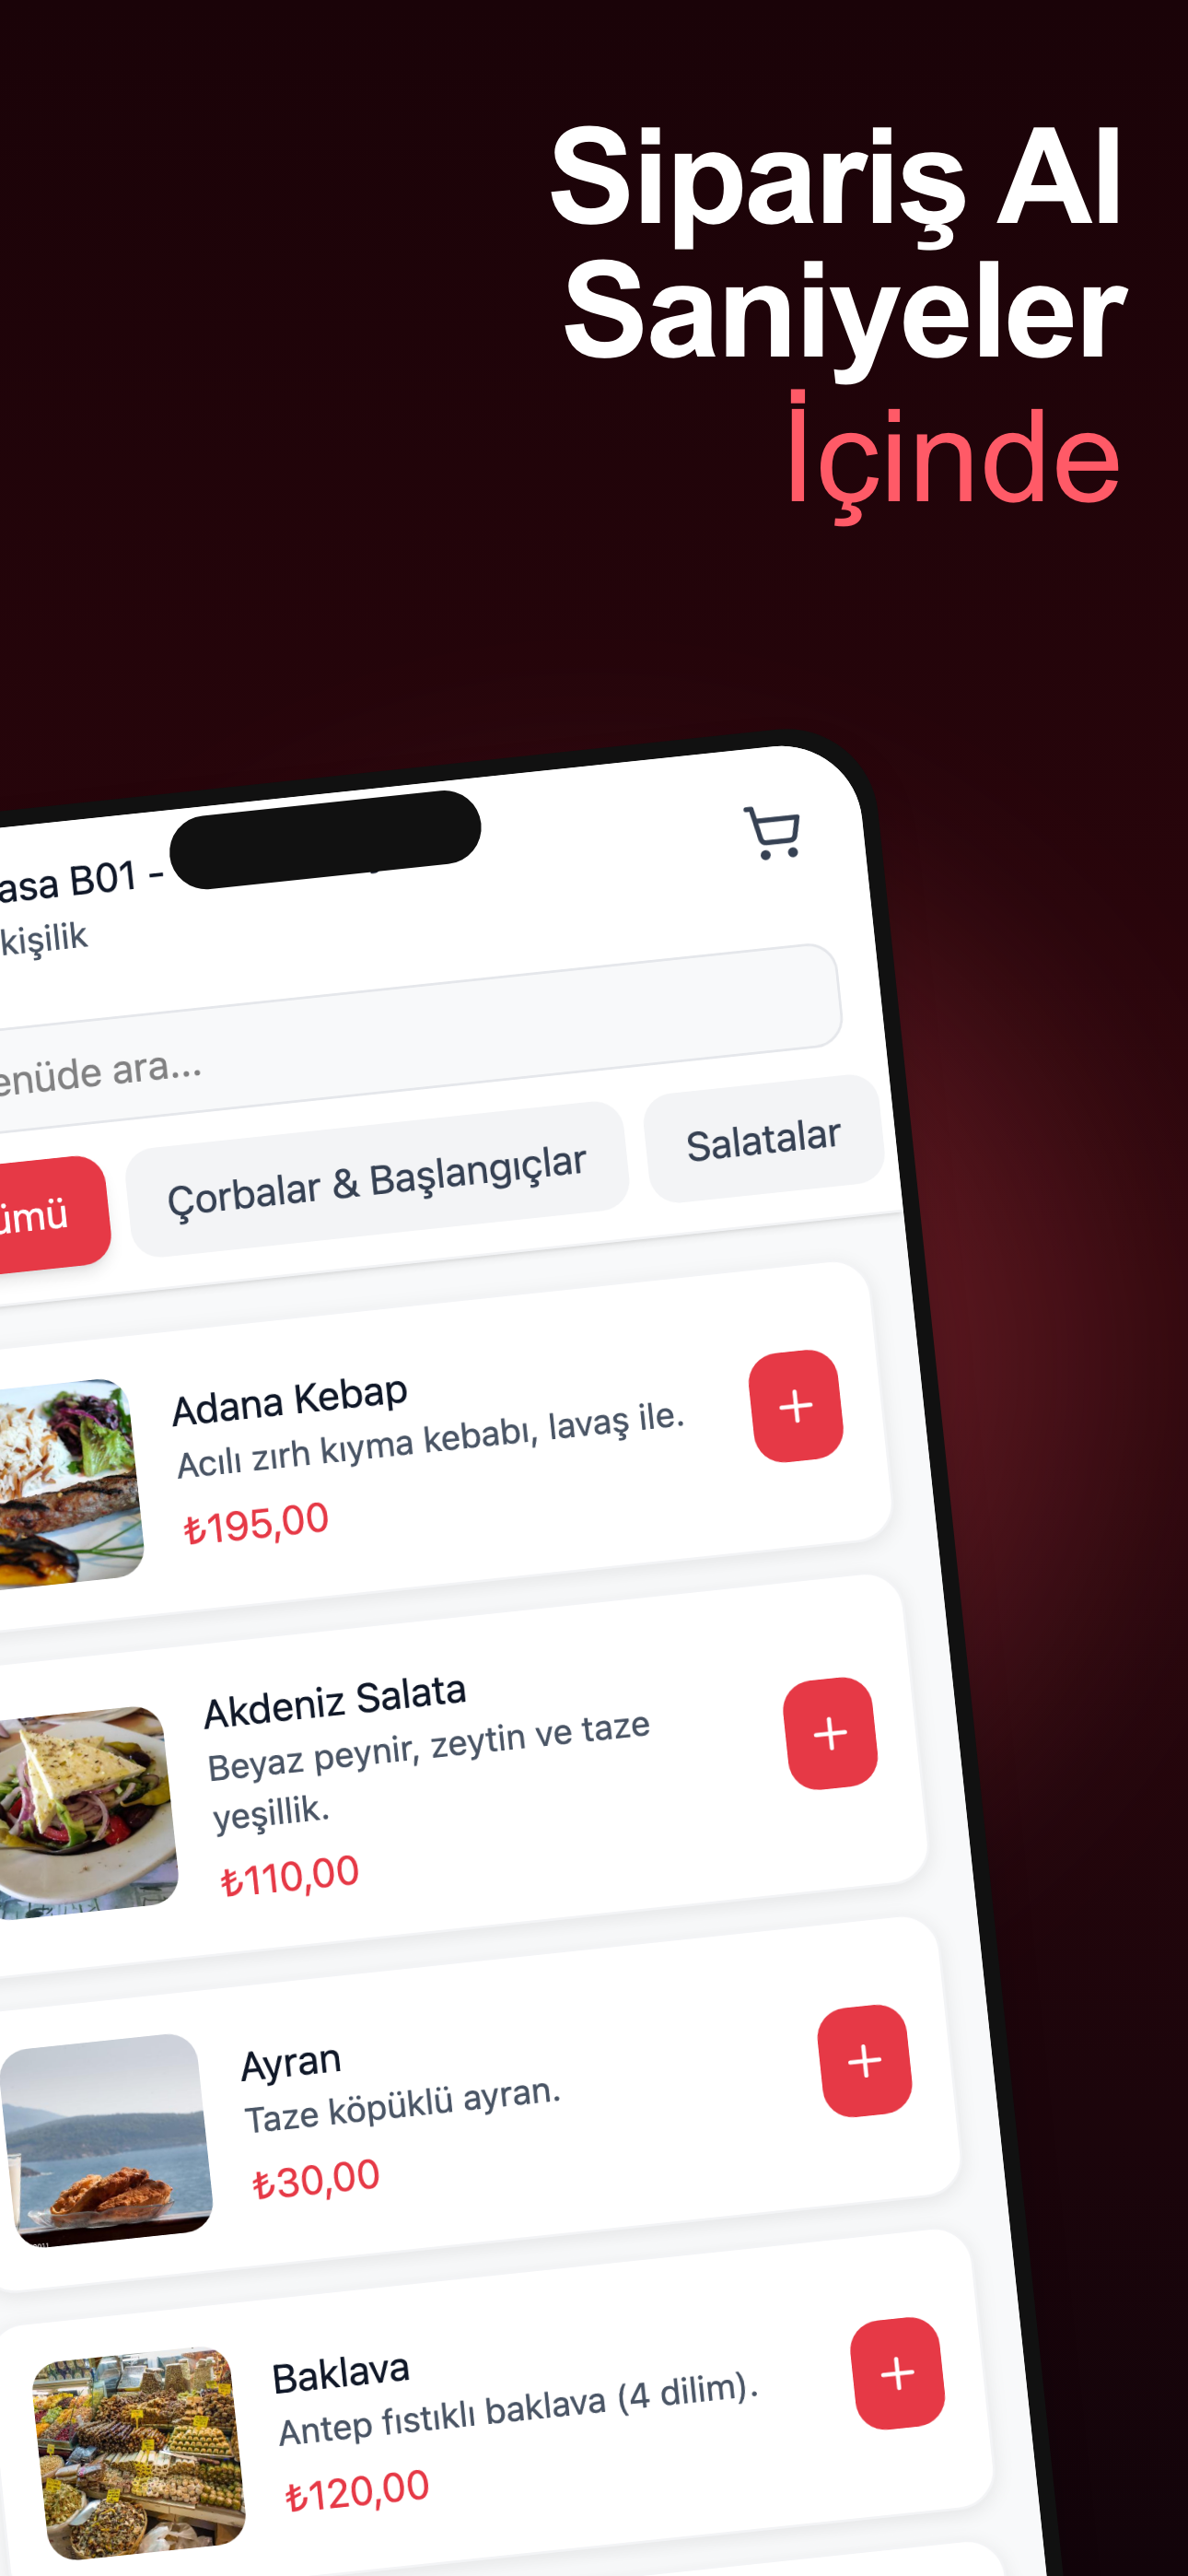 Sipariş Al
Saniyeler
İçinde
asa B01 -
kişilik
enüde ara...
ümü
Çorbalar & Başlangıçlar
Salatalar
Adana Kebap
Acılı zırh kıyma kebabı, lavaş ile.
₺195,00
Akdeniz Salata
Beyaz peynir, zeytin ve taze
yeşillik.
₺110,00
Ayran
Taze köpüklü ayran.
₺30,00
Baklava
Antep fıstıklı baklava (4 dilim).
₺120,00